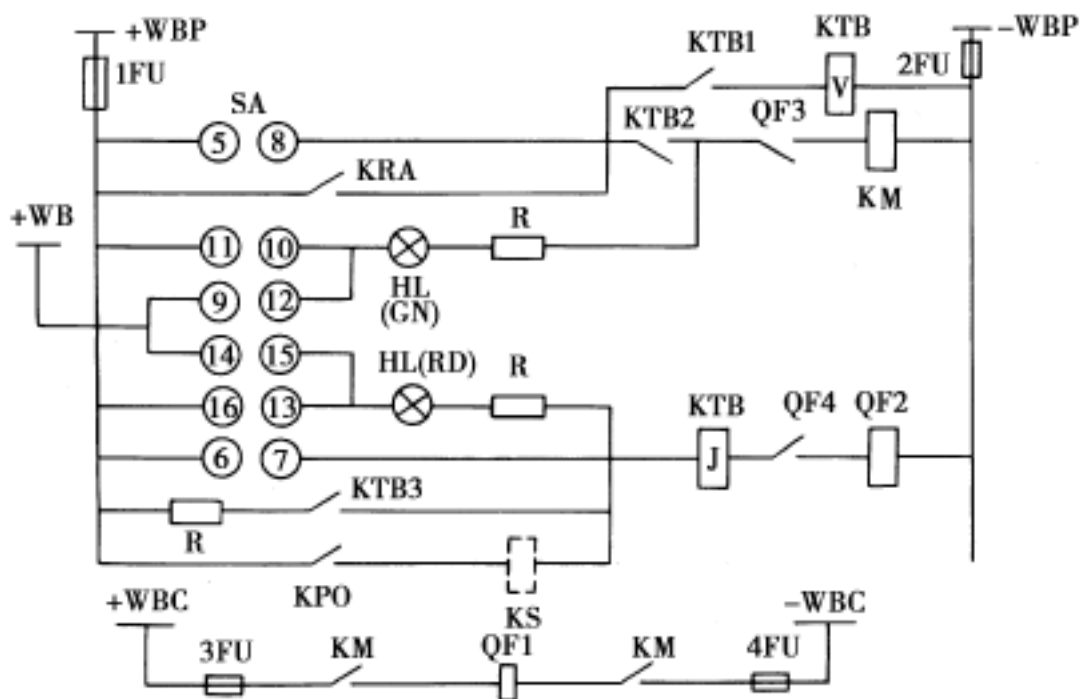 +WBP
-WBP
KTB1
KTB
1FU
2FU
V
SA
5 8
KTB2
QF3
KRA
KM
+WB
11 10
R
9 12
HL
(GN)
14 15
HL(RD)
R
16 13
KTB
QF4
QF2
6 7
J
KTB3
R
KPO
KS
+WBC
-WBC
3FU
KM
QF1
KM
4FU